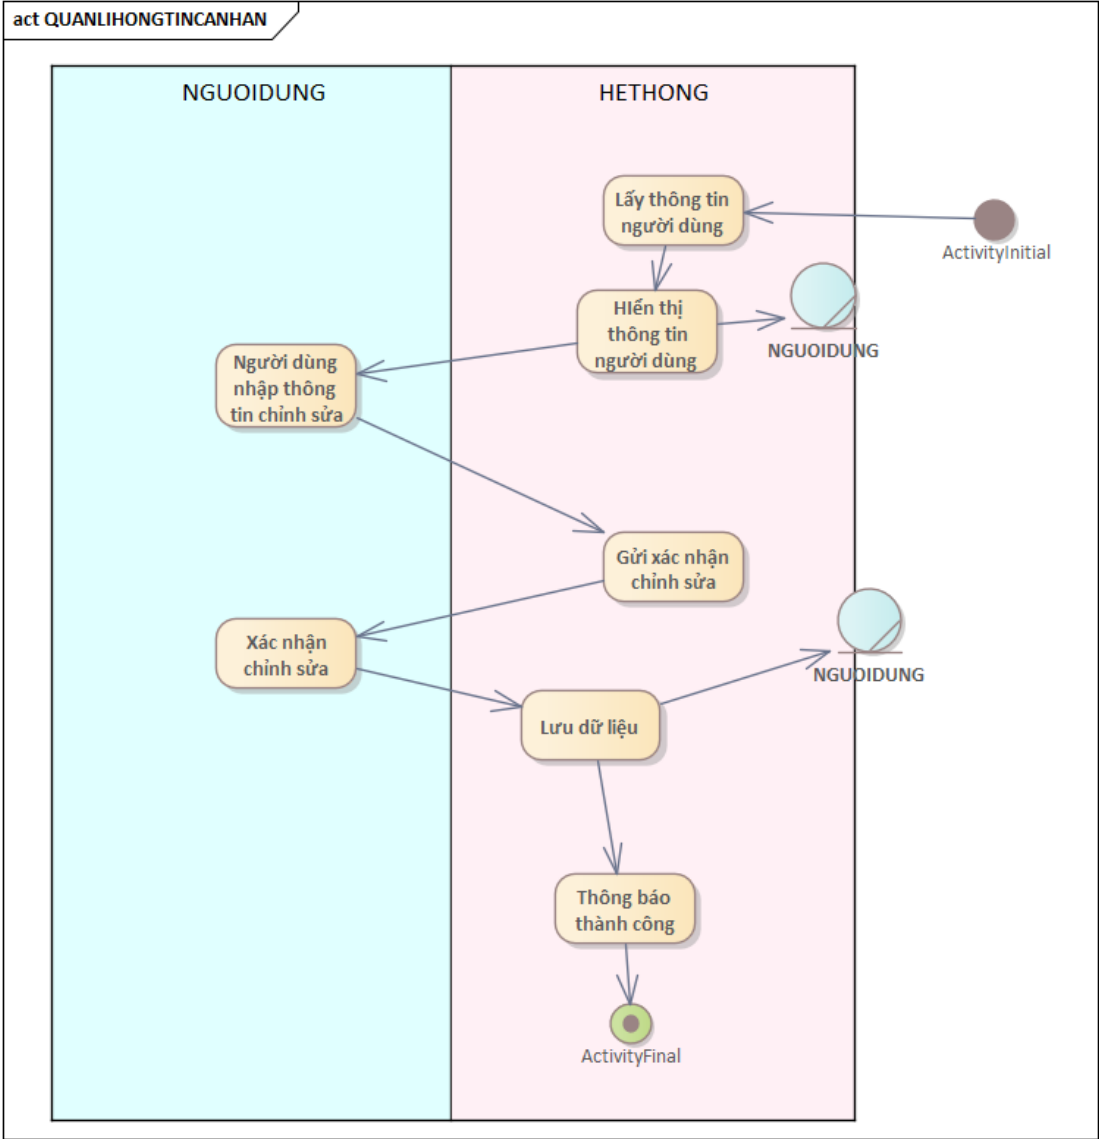 act QUANLIHONGTINCANHAN
NGUOIDUNG
HETHONG
Lấy thông tin
người dùng
ActivityInitial
HIển thị
thông tin
người dùng
NGUOIDUNG
Người dùng
nhập thông
tin chỉnh sửa
Gửi xác nhận
chỉnh sửa
Xác nhận
chỉnh sửa
NGUOIDUNG
Lưu dữ liệu
Thông báo
thành công
ActivityFinal